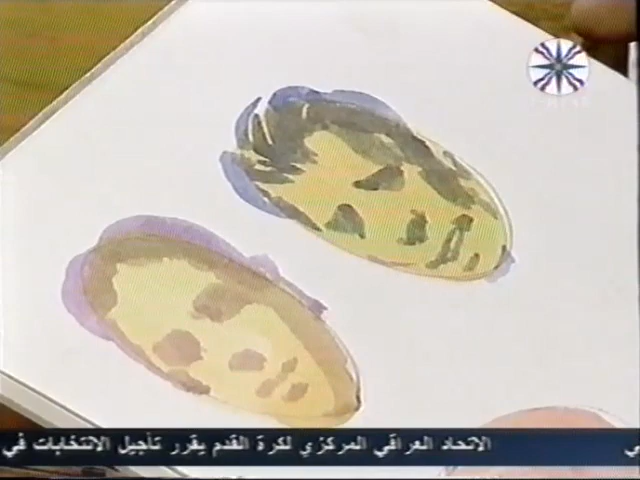 الاتحاد العراقي المركزي لكرة القدم يقرر تأجيل الانتخابات في